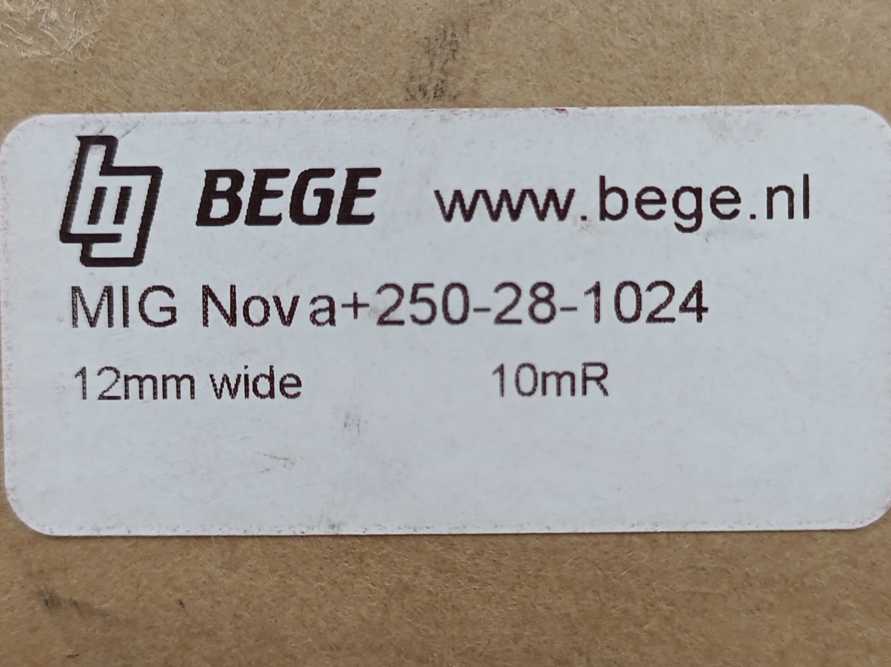 BEGE www.bege.nl
MIG Nova+250-28-1024
12mm wide 10mR